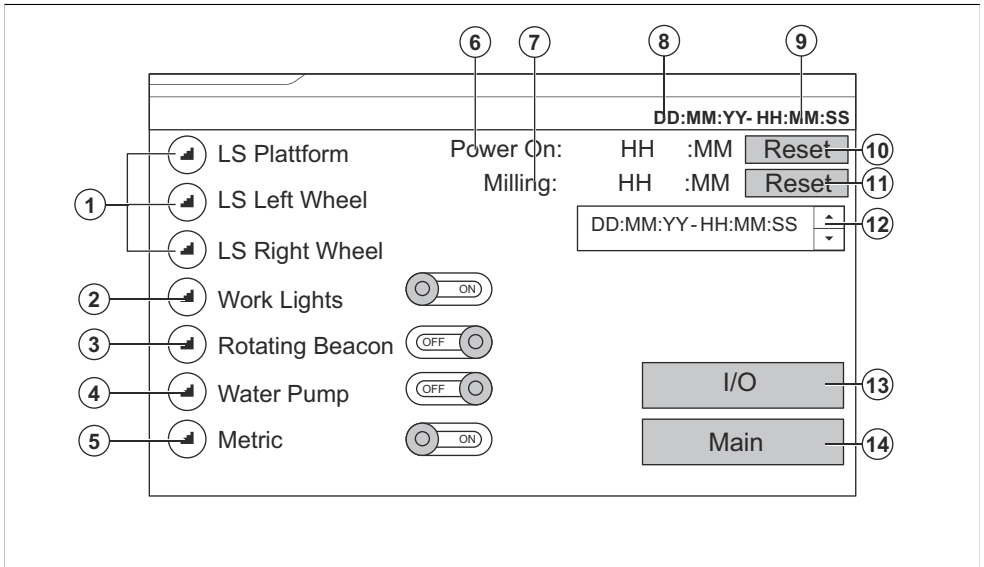 6 7 8 9
DD:MM:YY- HH:MM:SS
LS Plattform Power On: HH :MM Reset 10
Milling: HH :MM Reset 11
1 LS Left Wheel
DD:MM:YY-HH:MM:SS 12
LS Right Wheel
2 Work Lights ON
3 Rotating Beacon OFF
4 Water Pump OFF
I/O 13
5 Metric ON
Main 14